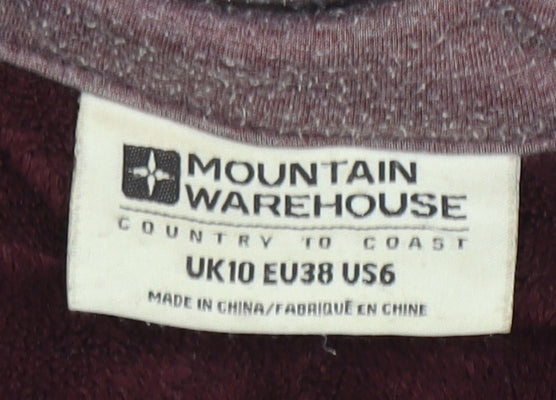 MOUNTAIN
WAREHOUSE
COUNTRY TO COAST
UK10 EU38 US6
MADE IN CHINA/FABRIQUÉ EN CHINE